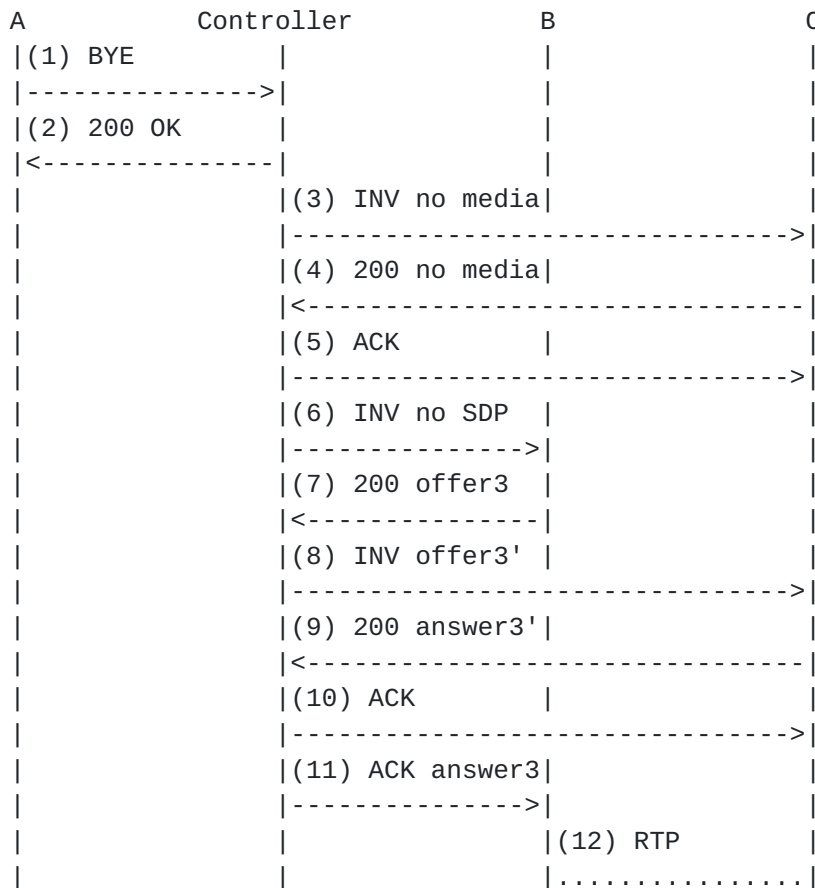 A           Controller            B                C
|(1) BYE         |                |                |
|--------------->|                |                |
|(2) 200 OK      |                |                |
|<---------------|                |                |
|                |(3) INV no media|                |
|                |-------------------------------->|
|                |(4) 200 no media|                |
|                |<--------------------------------|
|                |(5) ACK         |                |
|                |-------------------------------->|
|                |(6) INV no SDP  |                |
|                |--------------->|                |
|                |(7) 200 offer3  |                |
|                |<---------------|                |
|                |(8) INV offer3' |                |
|                |-------------------------------->|
|                |(9) 200 answer3'|                |
|                |<--------------------------------|
|                |(10) ACK        |                |
|                |-------------------------------->|
|                |(11) ACK answer3|                |
|                |--------------->|                |
|                |                |(12) RTP        |
|                |                |................|